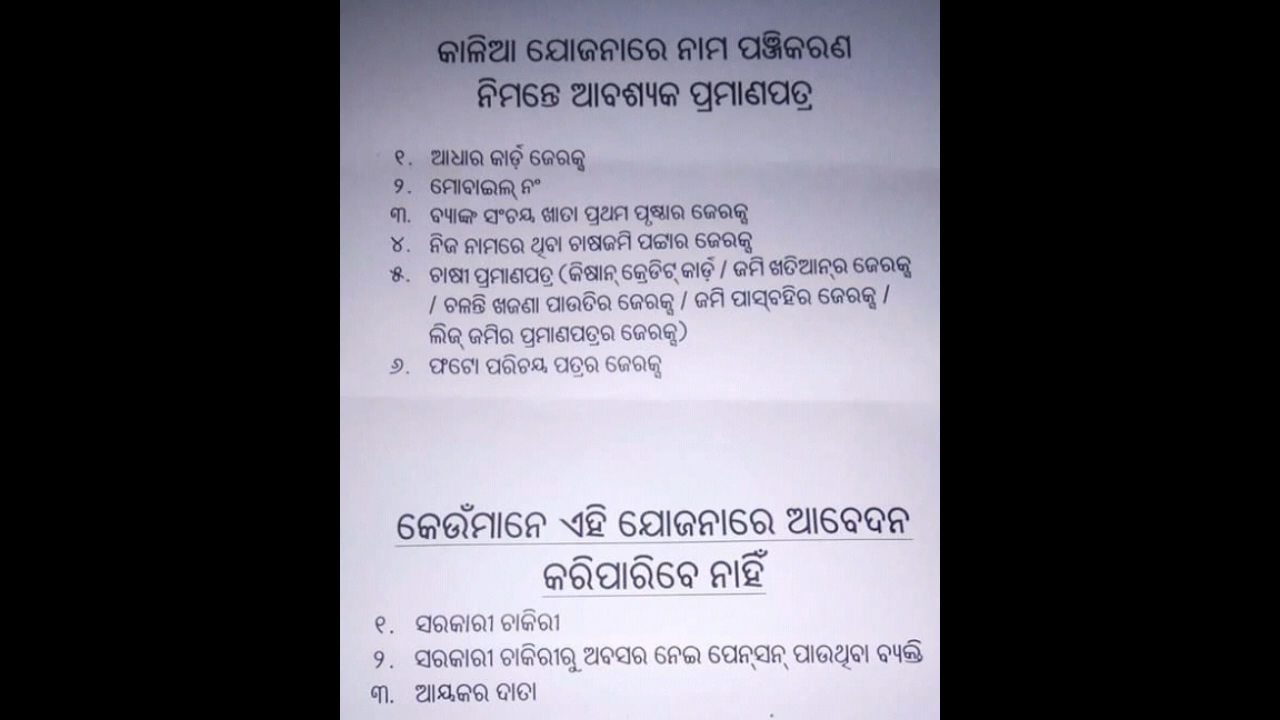 କାଳିଆ ଯୋଜନାରେ ନାମ ପଞ୍ଜିକରଣ
ନିମନ୍ତେ ଆବଶ୍ୟକ ପ୍ରମାଣପତ୍ର
୧. ଆଧାର କାର୍ଡ଼ ଜେରକ୍ସ
୨. ମୋବାଇଲ୍ ନଂ
୩. ବ୍ୟାଙ୍କ ସଂଚୟ ଖାତା ପ୍ରଥମ ପୃଷ୍ଠାର ଜେରକ୍ସ
୪. ନିଜ ନାମରେ ଥିବା ଚାଷଜମି ପଟ୍ଟାର ଜେରକ୍ସ
୫. ଚାଷୀ ପ୍ରମାଣପତ୍ର (କିଷାନ୍ କ୍ରେଡିଟ୍ କାର୍ଡ଼ / ଜମି ଖତିଆନ୍‌ର ଜେରକ୍ସ
/ ଚଳନ୍ତି ଖଜଣା ପାଉତିର ଜେରକ୍ସ / ଜମି ପାସ୍‌ବହିର ଜେରକ୍ସ /
ଲିଜ୍ ଜମିର ପ୍ରମାଣପତ୍ରର ଜେରକ୍ସ)
୬. ଫଟୋ ପରିଚୟ ପତ୍ରର ଜେରକ୍ସ
କେଉଁମାନେ ଏହି ଯୋଜନାରେ ଆବେଦନ
କରିପାରିବେ ନାହିଁ
୧. ସରକାରୀ ଚାକିରୀ
୨. ସରକାରୀ ଚାକିରୀରୁ ଅବସର ନେଇ ପେନ୍‌ସନ୍ ପାଉଥିବା ବ୍ୟକ୍ତି
୩. ଆୟକର ଦାତା